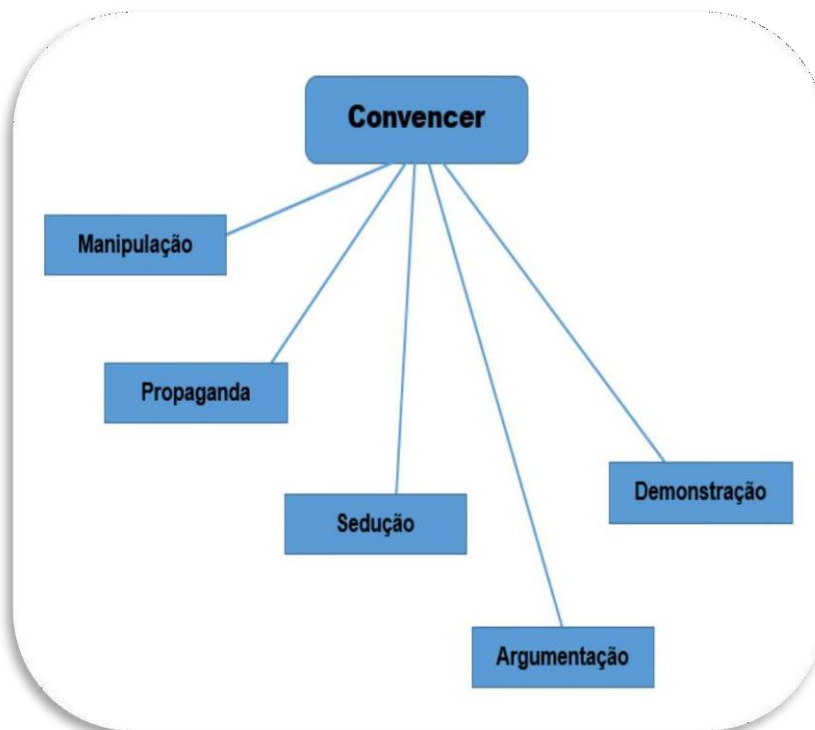 Convencer
Manipulação
Propaganda
Sedução
Demonstração
Argumentação